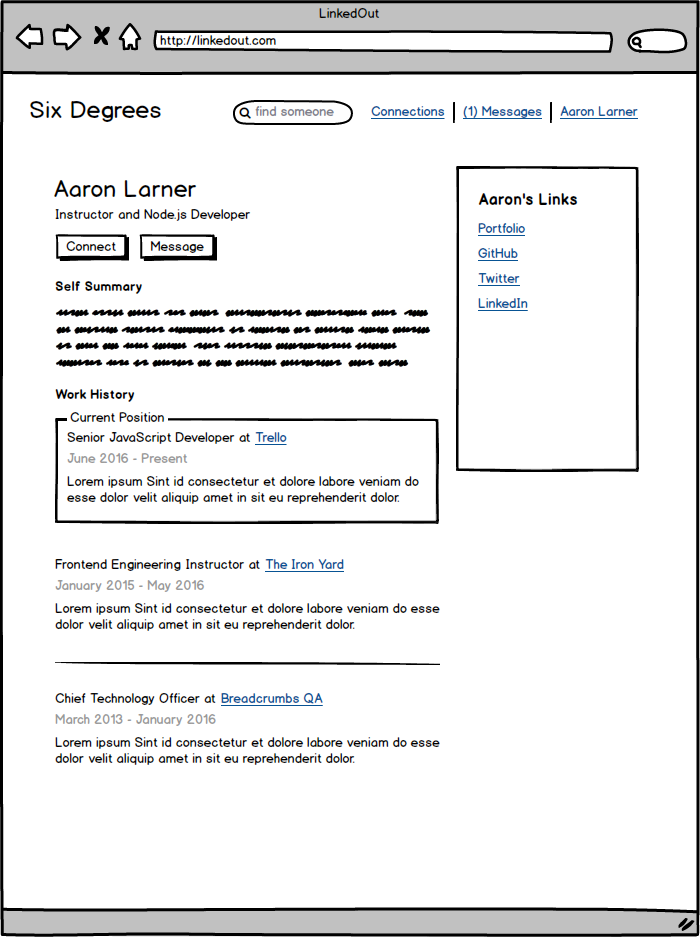 LinkedOut
http://linkedout.com
Six Degrees
find someone
Connections
(1) Messages
Aaron Larner
Aaron Larner
Instructor and Node.js Developer
Connect
Message
Self Summary
Work History
Current Position
Senior JavaScript Developer at Trello
June 2016 - Present
Lorem ipsum Sint id consectetur et dolore labore veniam do
esse dolor velit aliquip amet in sit eu reprehenderit dolor.
Frontend Engineering Instructor at The Iron Yard
January 2015 - May 2016
Lorem ipsum Sint id consectetur et dolore labore veniam do esse
dolor velit aliquip amet in sit eu reprehenderit dolor.
Chief Technology Officer at Breadcrumbs QA
March 2013 - January 2016
Lorem ipsum Sint id consectetur et dolore labore veniam do esse
dolor velit aliquip amet in sit eu reprehenderit dolor.
Aaron's Links
Portfolio
GitHub
Twitter
LinkedIn